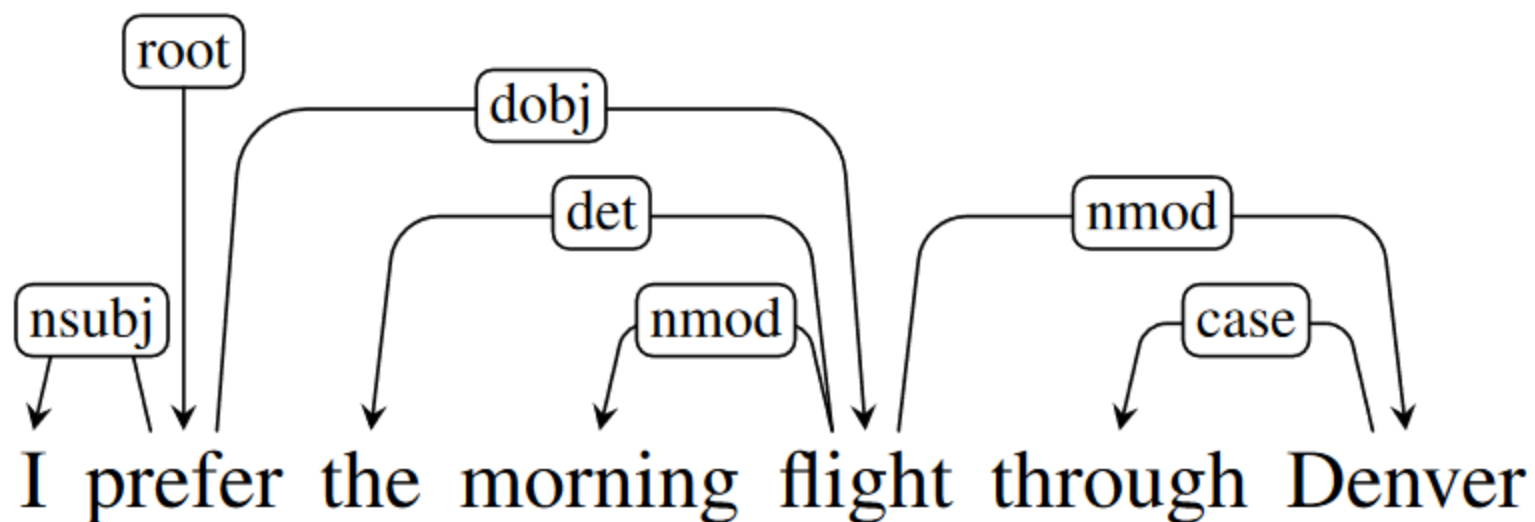 root
dobj
det
nmod
nsubj
nmod
case
I prefer the morning flight through Denver